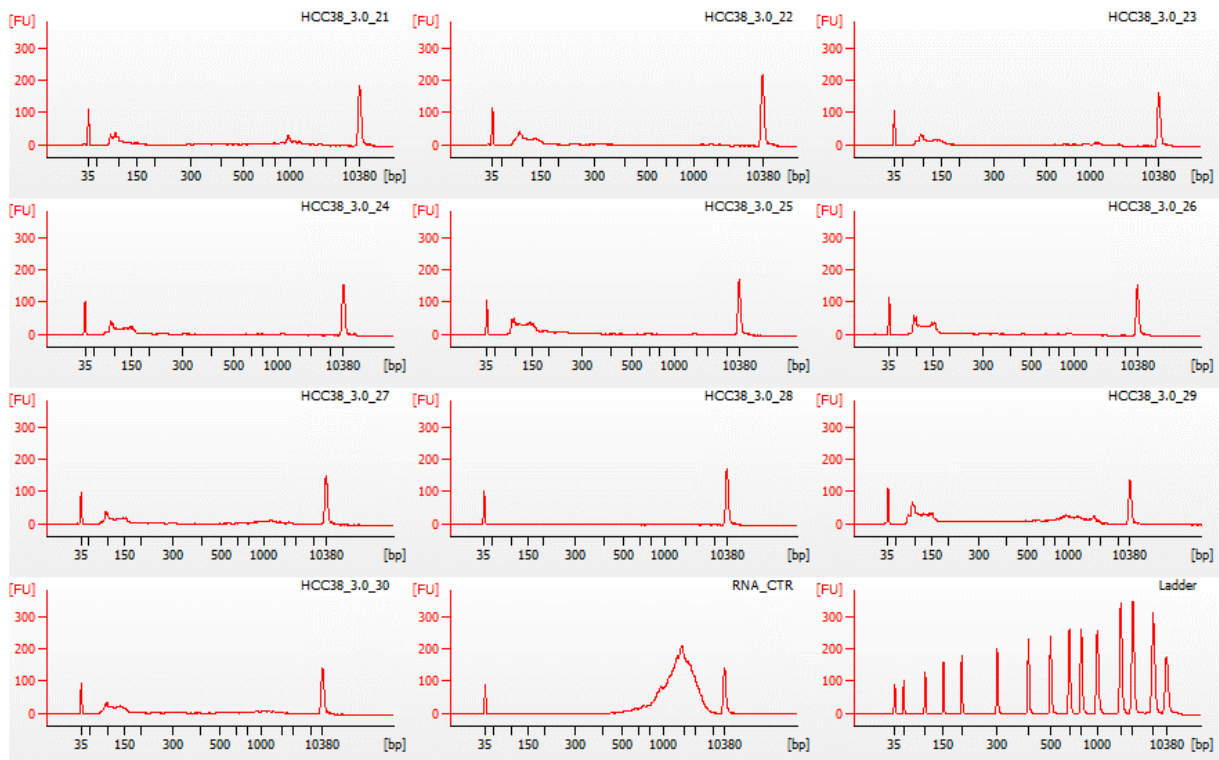 [FU] HCC38_3.0_21
300
200
100
0
35 150 300 500 1000 10380 [bp]
[FU] HCC38_3.0_22
300
200
100
0
35 150 300 500 1000 10380 [bp]
[FU] HCC38_3.0_23
300
200
100
0
35 150 300 500 1000 10380 [bp]
[FU] HCC38_3.0_24
300
200
100
0
35 150 300 500 1000 10380 [bp]
[FU] HCC38_3.0_25
300
200
100
0
35 150 300 500 1000 10380 [bp]
[FU] HCC38_3.0_26
300
200
100
0
35 150 300 500 1000 10380 [bp]
[FU] HCC38_3.0_27
300
200
100
0
35 150 300 500 1000 10380 [bp]
[FU] HCC38_3.0_28
300
200
100
0
35 150 300 500 1000 10380 [bp]
[FU] HCC38_3.0_29
300
200
100
0
35 150 300 500 1000 10380 [bp]
[FU] HCC38_3.0_30
300
200
100
0
35 150 300 500 1000 10380 [bp]
[FU] RNA_CTR
300
200
100
0
35 150 300 500 1000 10380 [bp]
[FU] Ladder
300
200
100
0
35 150 300 500 1000 10380 [bp]